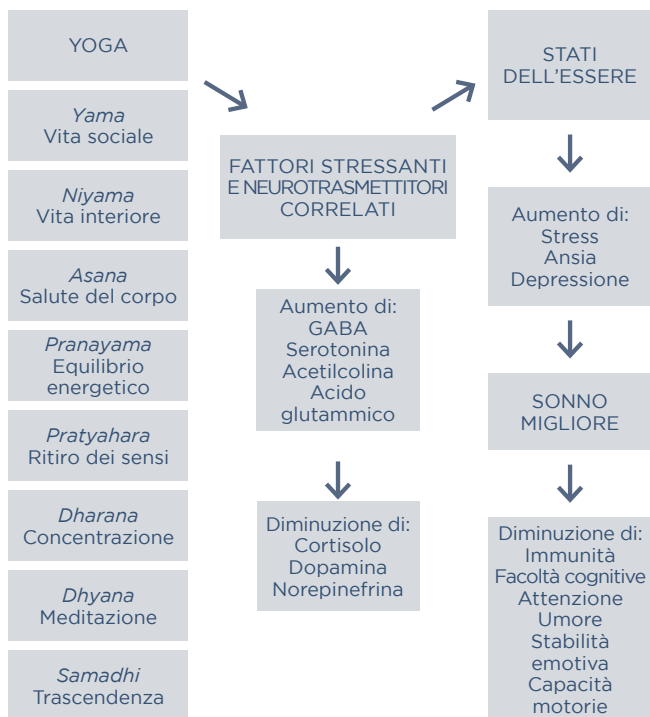 YOGA
Yama
Vita sociale
Niyama
Vita interiore
Asana
Salute del corpo
Pranayama
Equilibrio
energetico
Pratyahara
Ritiro dei sensi
Dharana
Concentrazione
Dhyana
Meditazione
Samadhi
Trascendenza
FATTORI STRESSANTI
E NEUROTRASMETTITORI
CORRELATI
Aumento di:
GABA
Serotonina
Acetilcolina
Acido
glutammico
Diminuzione di:
Cortisolo
Dopamina
Norepinefrina
STATI
DELL’ESSERE
Aumento di:
Stress
Ansia
Depressione
SONNO
MIGLIORE
Diminuzione di:
Immunità
Facoltà cognitive
Attenzione
Umore
Stabilità
emotiva
Capacità
motorie